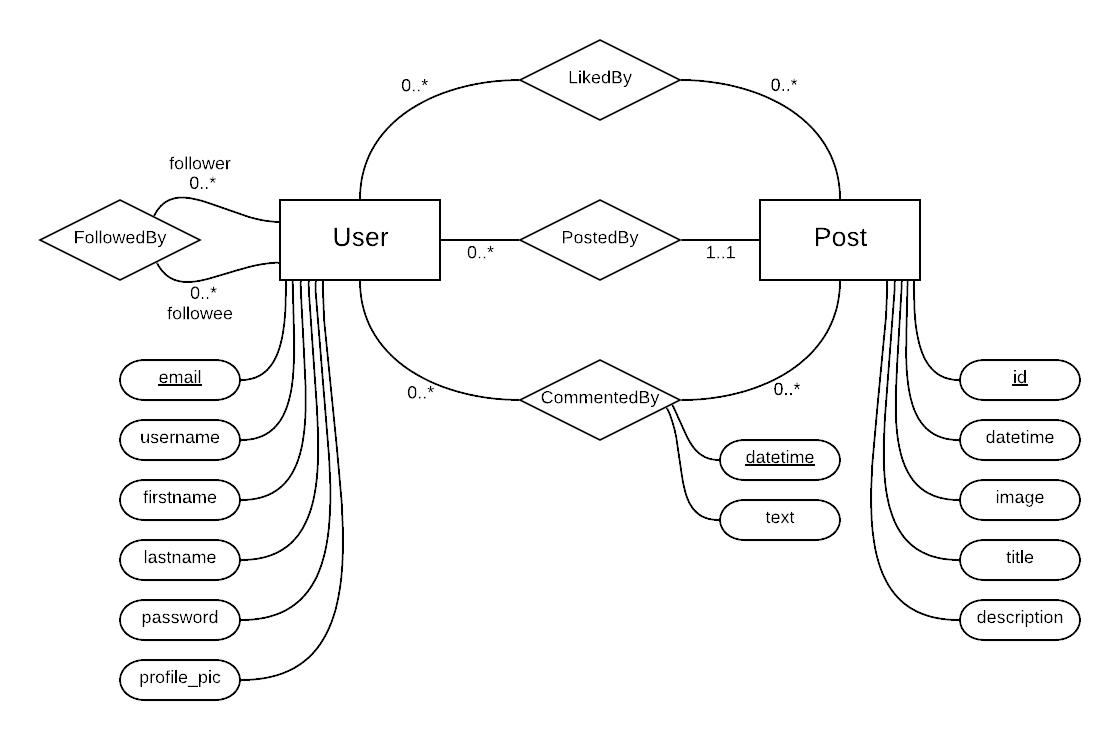 LikedBy
0..*
0..*
follower
0..*
FollowedBy
User
PostedBy
Post
0..*
1..1
0..*
followee
email
username
firstname
lastname
password
profile_pic
0..*
CommentedBy
0..*
datetime
text
id
datetime
image
title
description